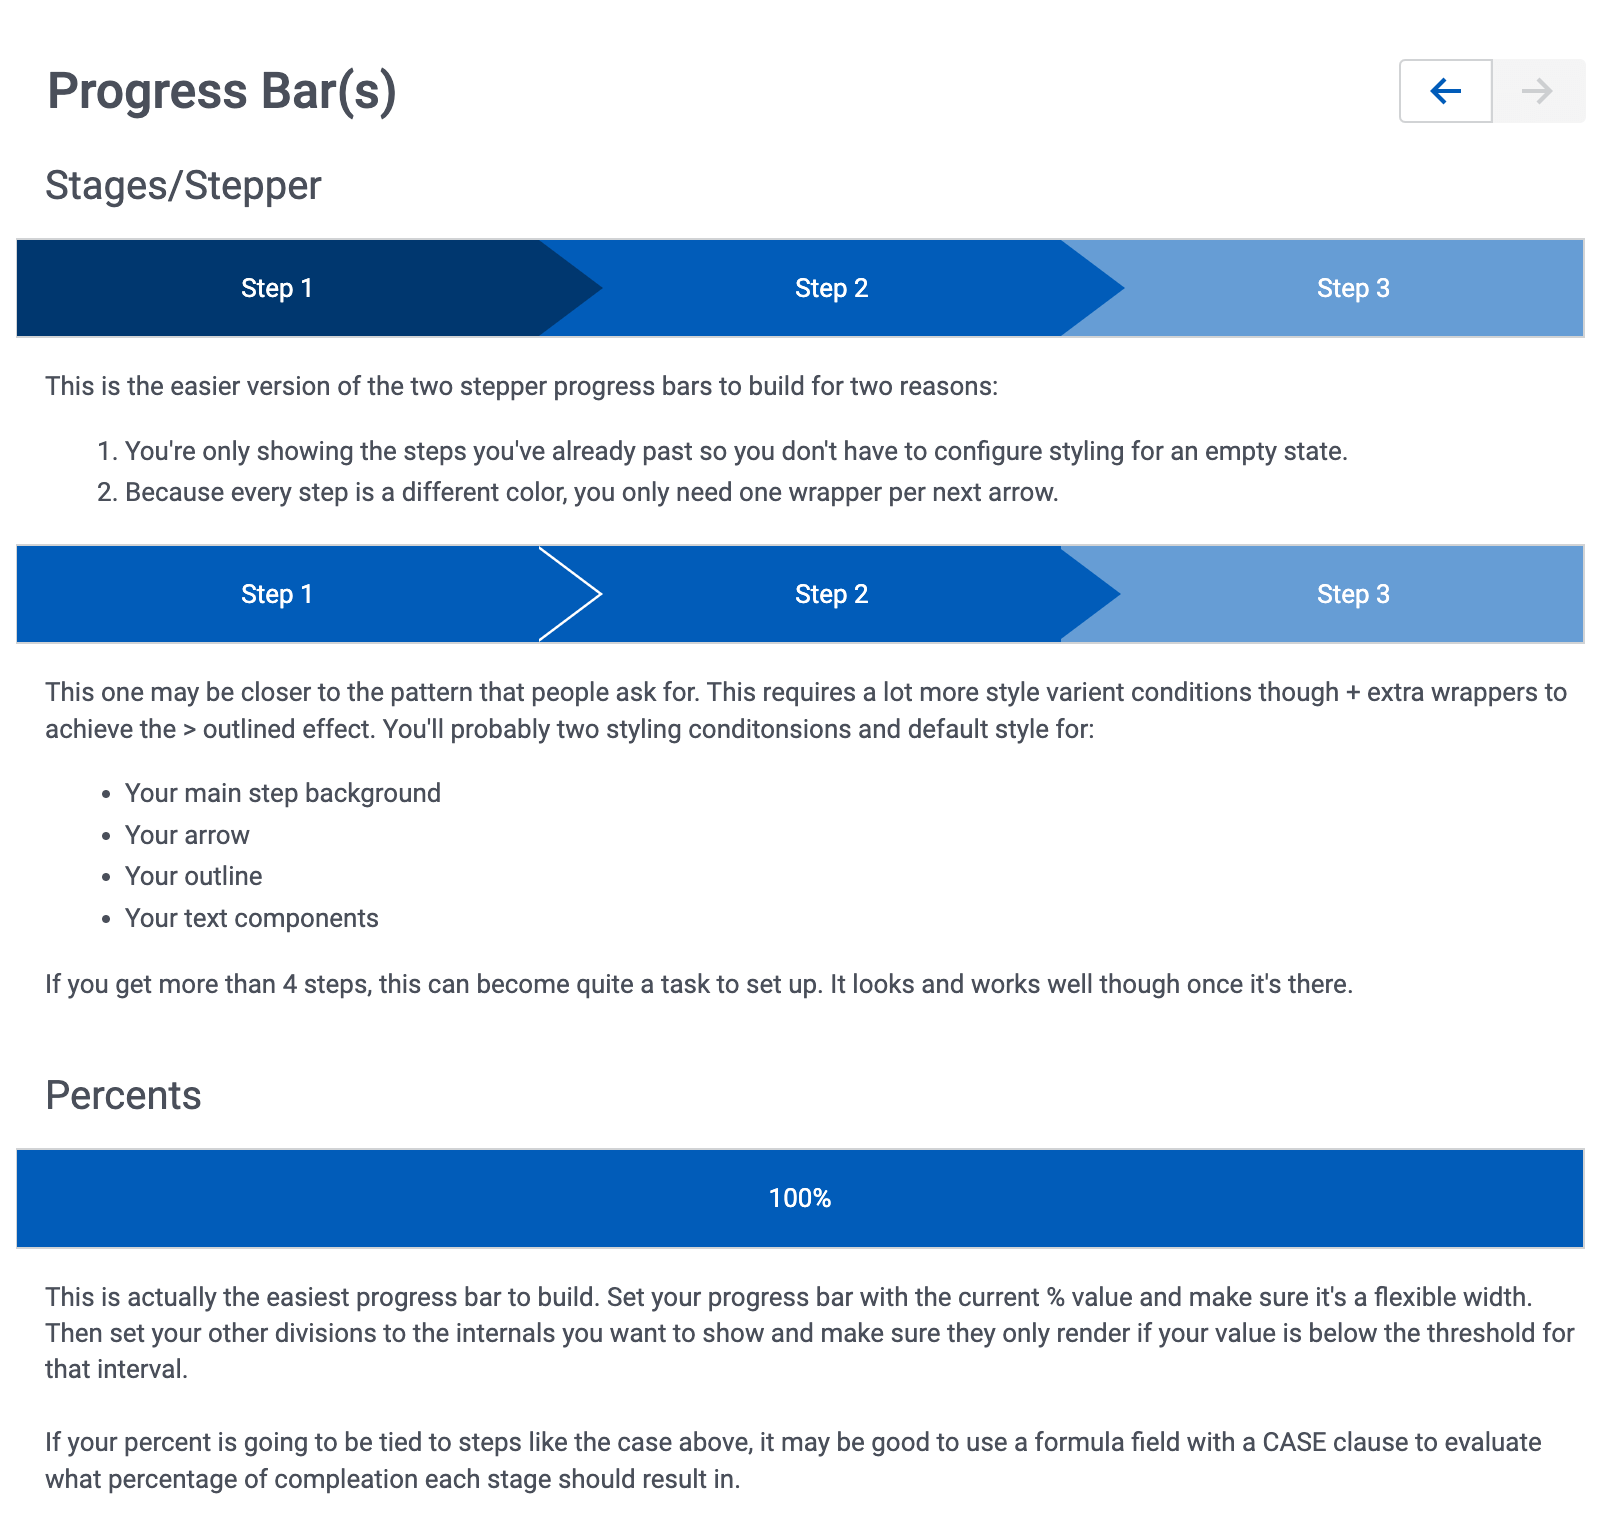 Progress Bar(s)
Stages/Stepper
Step 1 Step 2 Step 3
This is the easier version of the two stepper progress bars to build for two reasons:
1. You're only showing the steps you've already past so you don't have to configure styling for an empty state.
2. Because every step is a different color, you only need one wrapper per next arrow.
Step 1 Step 2 Step 3
This one may be closer to the pattern that people ask for. This requires a lot more style varient conditions though + extra wrappers to
achieve the > outlined effect. You'll probably two styling conditonsions and default style for:
• Your main step background
• Your arrow
• Your outline
• Your text components
If you get more than 4 steps, this can become quite a task to set up. It looks and works well though once it's there.
Percents
100%
This is actually the easiest progress bar to build. Set your progress bar with the current % value and make sure it's a flexible width.
Then set your other divisions to the internals you want to show and make sure they only render if your value is below the threshold for
that interval.
If your percent is going to be tied to steps like the case above, it may be good to use a formula field with a CASE clause to evaluate
what percentage of compleation each stage should result in.